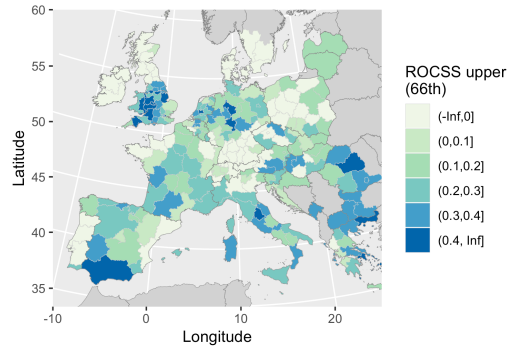 60
55
50
45
40
35
Latitude
-10
0
10
20
Longitude
ROCSS upper
(66th)
(-Inf,0]
(0,0.1]
(0.1,0.2]
(0.2,0.3]
(0.3,0.4]
(0.4, Inf]